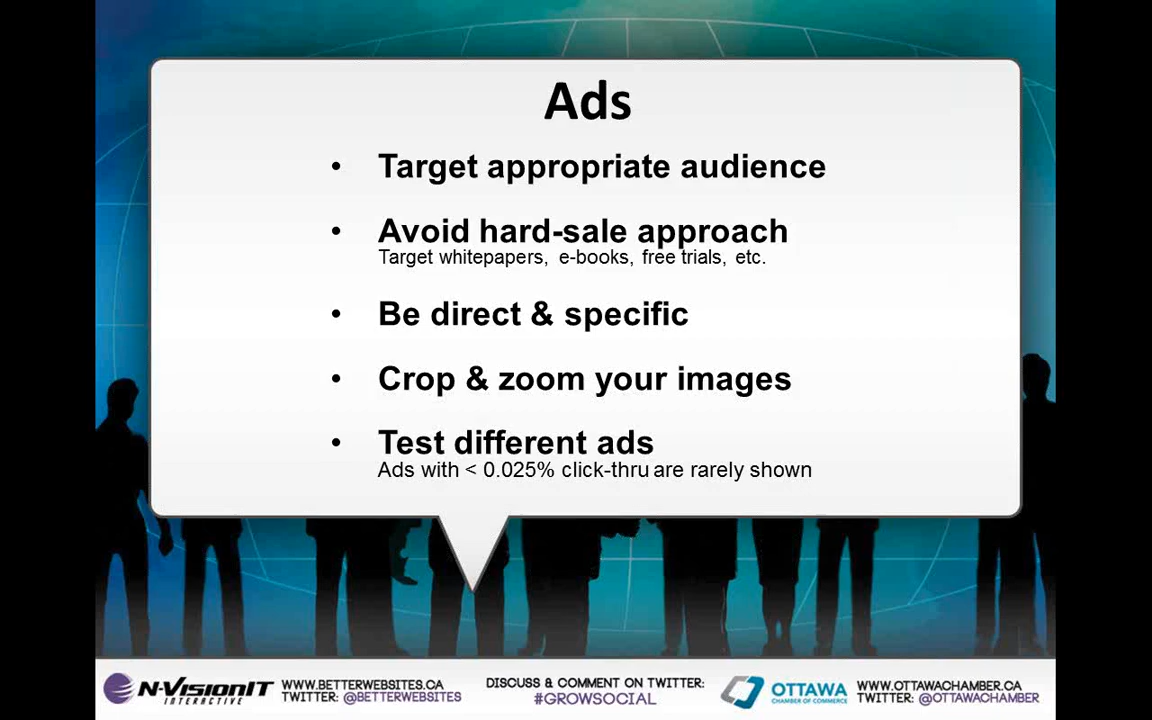 Ads
• Target appropriate audience
• Avoid hard-sale approach
Target whitepapers, e-books, free trials, etc.
• Be direct & specific
• Crop & zoom your images
• Test different ads
Ads with < 0.025% click-thru are rarely shown
N-VISIONIT
INTERACTIVE
WWW.BETTERWEBSITES.CA
TWITTER: @BETTERWEBSITES
DISCUSS & COMMENT ON TWITTER:
#GROWSOCIAL
OTTAWA
CHAMBER OF COMMERCE
WWW.OTTAWACHAMBER.CA
TWITTER: @OTTAWACHAMBER